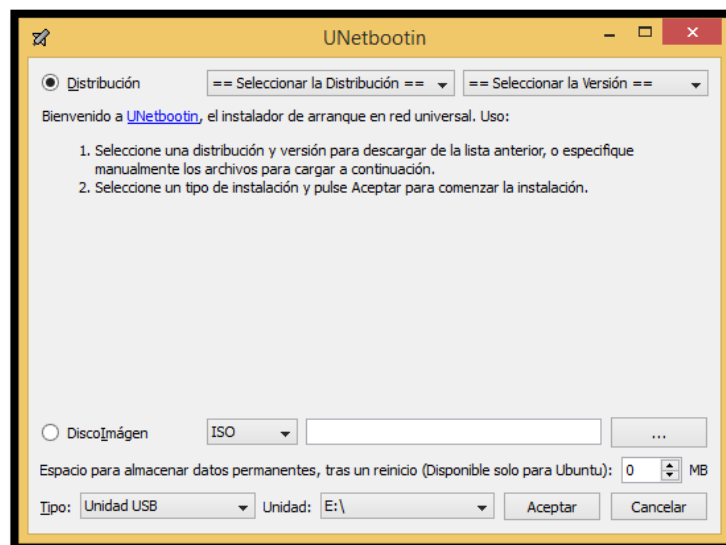 UNetbootin
Distribución == Seleccionar la Distribución == == Seleccionar la Versión ==
Bienvenido a UNetbootin, el instalador de arranque en red universal. Uso:
1. Seleccione una distribución y versión para descargar de la lista anterior, o especifique
manualmente los archivos para cargar a continuación.
2. Seleccione un tipo de instalación y pulse Aceptar para comenzar la instalación.
DiscoImágen ISO ...
Espacio para almacenar datos permanentes, tras un reinicio (Disponible solo para Ubuntu): 0 MB
Tipo: Unidad USB Unidad: E:\ Aceptar Cancelar